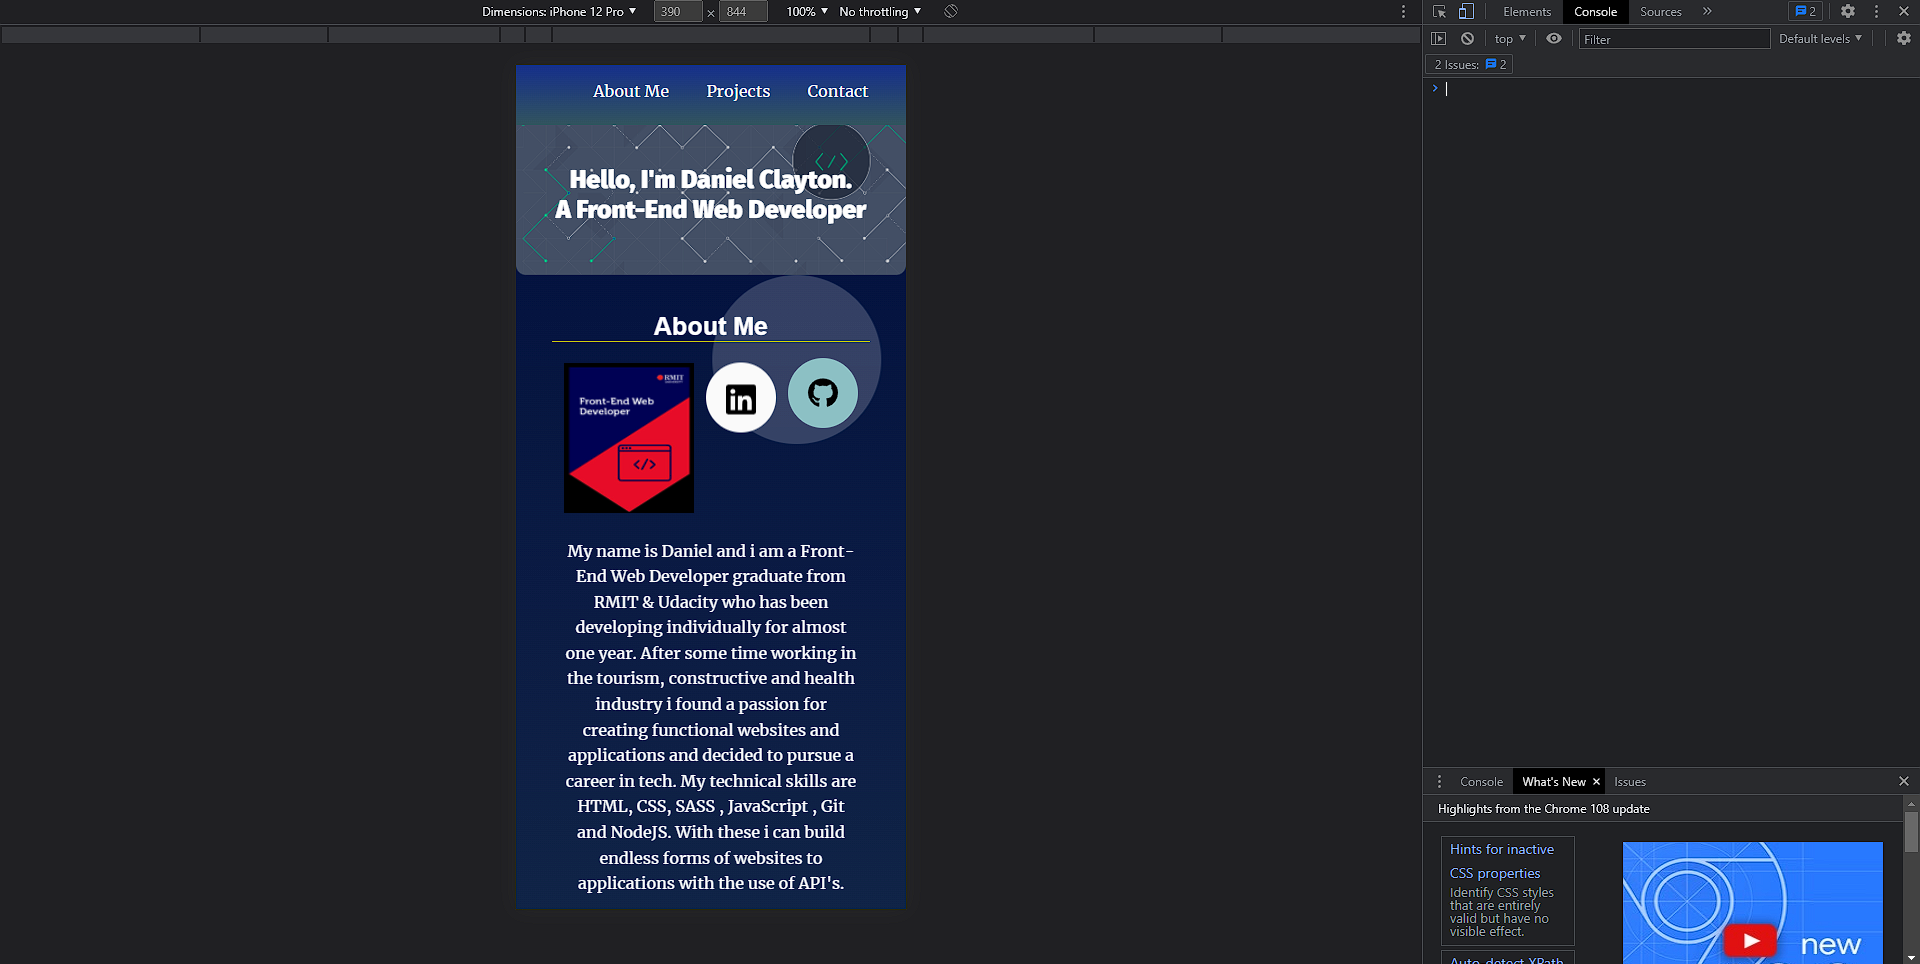 Dimensions: iPhone 12 Pro ▼ 390 × 844 100% ▼ No throttling ▼
Elements Console Sources » 2
top ▼ Filter Default levels ▼
2 Issues: 2
›
About Me Projects Contact
</>
Hello, I'm Daniel Clayton.
A Front-End Web Developer
About Me
RMIT
UNIVERSITY
Front-End Web
Developer
</>
in
My name is Daniel and i am a Front-
End Web Developer graduate from
RMIT & Udacity who has been
developing individually for almost
one year. After some time working in
the tourism, constructive and health
industry i found a passion for
creating functional websites and
applications and decided to pursue a
career in tech. My technical skills are
HTML, CSS, SASS , JavaScript , Git
and NodeJS. With these i can build
endless forms of websites to
applications with the use of API's.
Console What's New × Issues
Highlights from the Chrome 108 update
Hints for inactive
CSS properties
Identify CSS styles
that are entirely
valid but have no
visible effect.
Auto-detect XPath
new